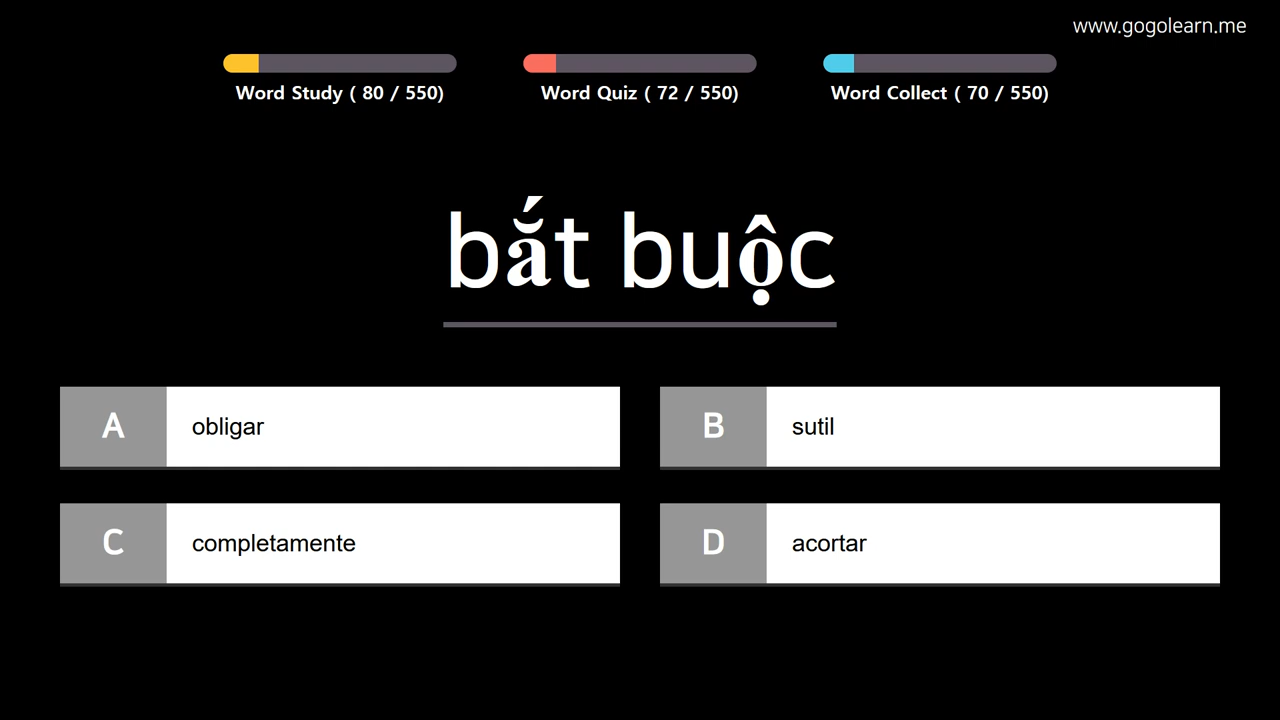 www.gogolearn.me
Word Study ( 80 / 550)
Word Quiz ( 72 / 550)
Word Collect ( 70 / 550)
bắt buộc
A obligar
B sutil
C completamente
D acortar